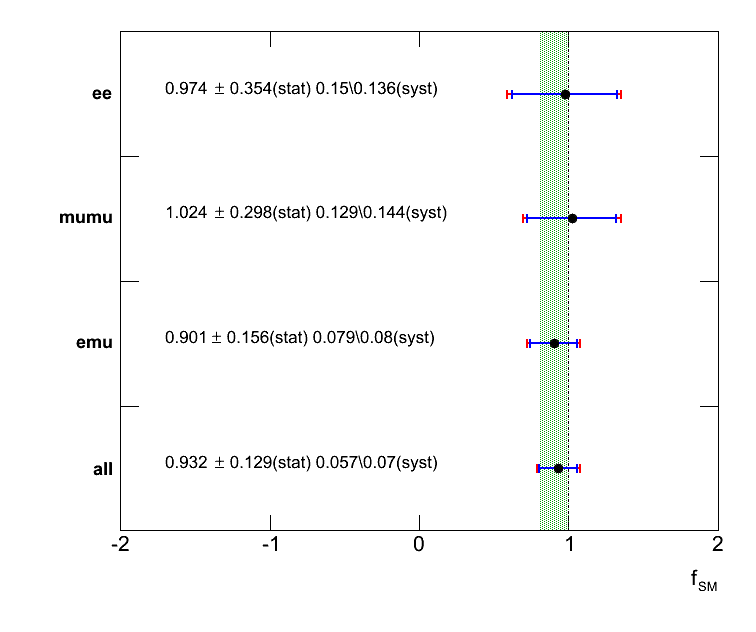 ee 0.974 ± 0.354(stat) 0.15\0.136(syst)
mumu 1.024 ± 0.298(stat) 0.129\0.144(syst)
emu 0.901 ± 0.156(stat) 0.079\0.08(syst)
all 0.932 ± 0.129(stat) 0.057\0.07(syst)
-2 -1 0 1 2
f_SM